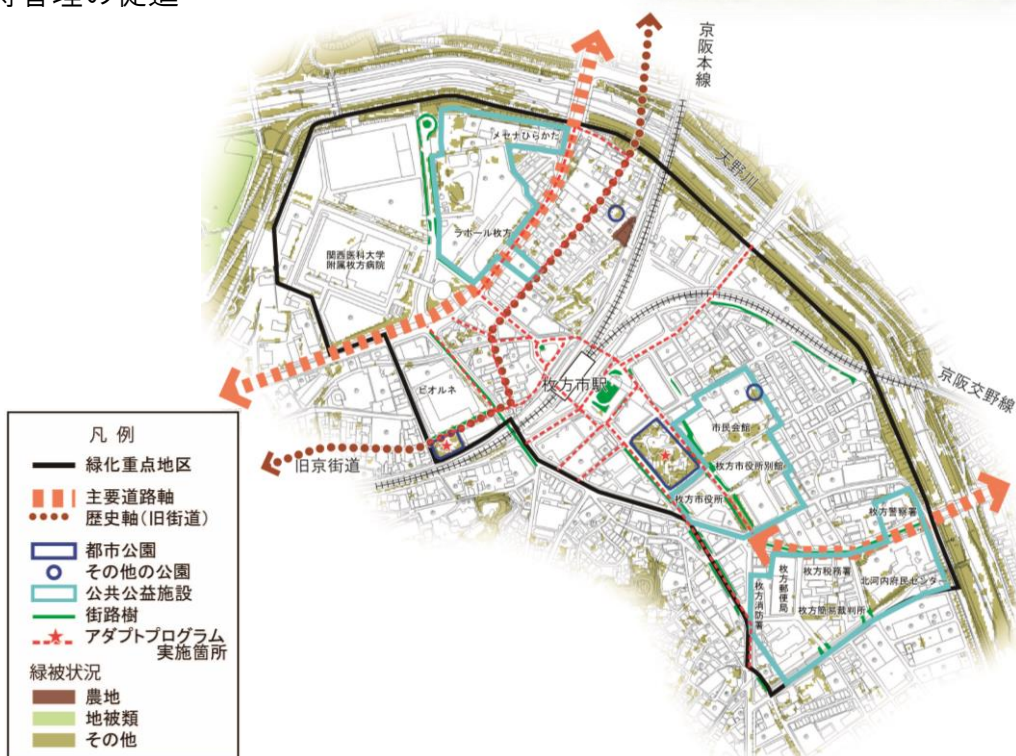 京阪本線
天野川
メセナひらかた
ラポール枚方
関西医科大学
附属枚方病院
京阪交野線
枚方市駅
ビオルネ
旧京街道
市民会館
枚方市役所別館
枚方市役所
枚方警察署
枚方税務署
北河内府民センター
枚方郵便局
枚方簡易裁判所
枚方消防署
凡例
緑化重点地区
主要道路軸
歴史軸(旧街道)
都市公園
その他の公園
公共公益施設
街路樹
アダプトプログラム
実施箇所
緑被状況
農地
地被類
その他